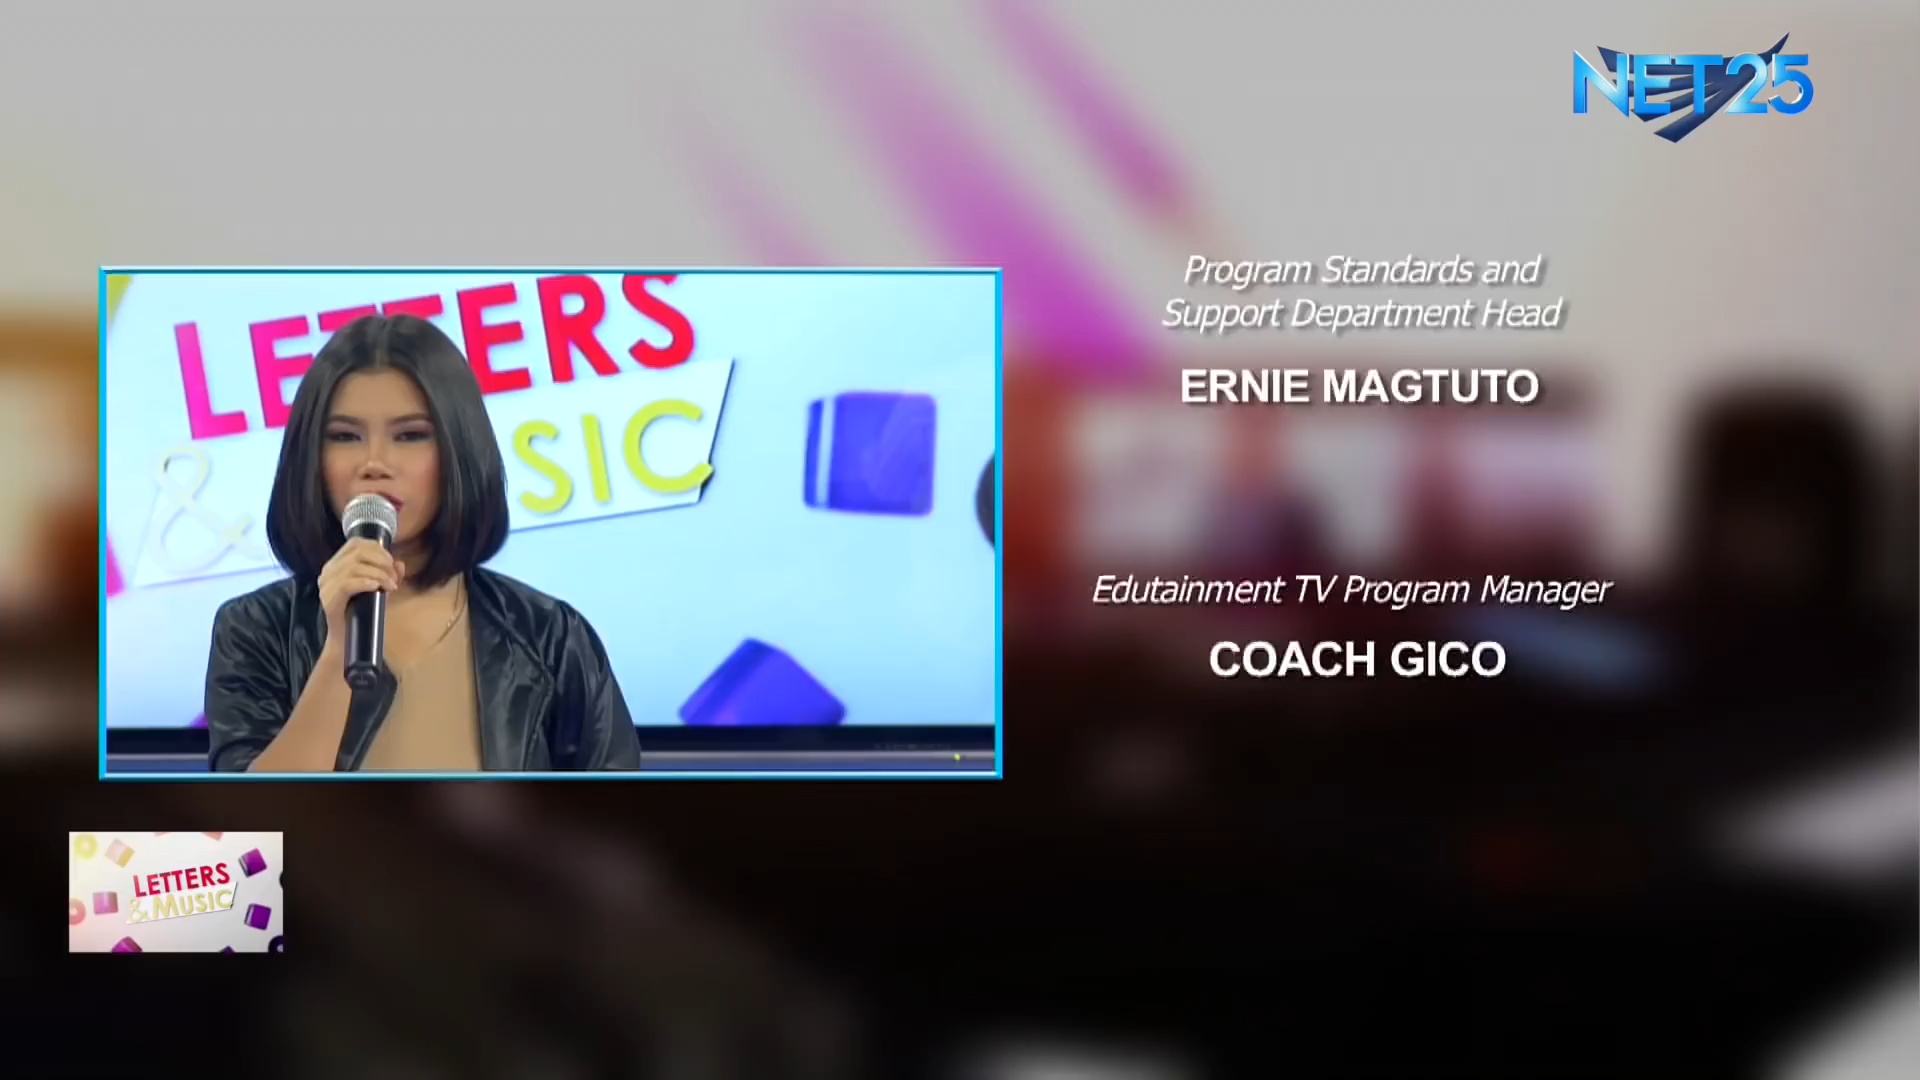 NET25
Program Standards and
Support Department Head
ERNIE MAGTUTO
Edutainment TV Program Manager
COACH GICO
LETTERS
& MUSIC
LETTERS
& MUSIC